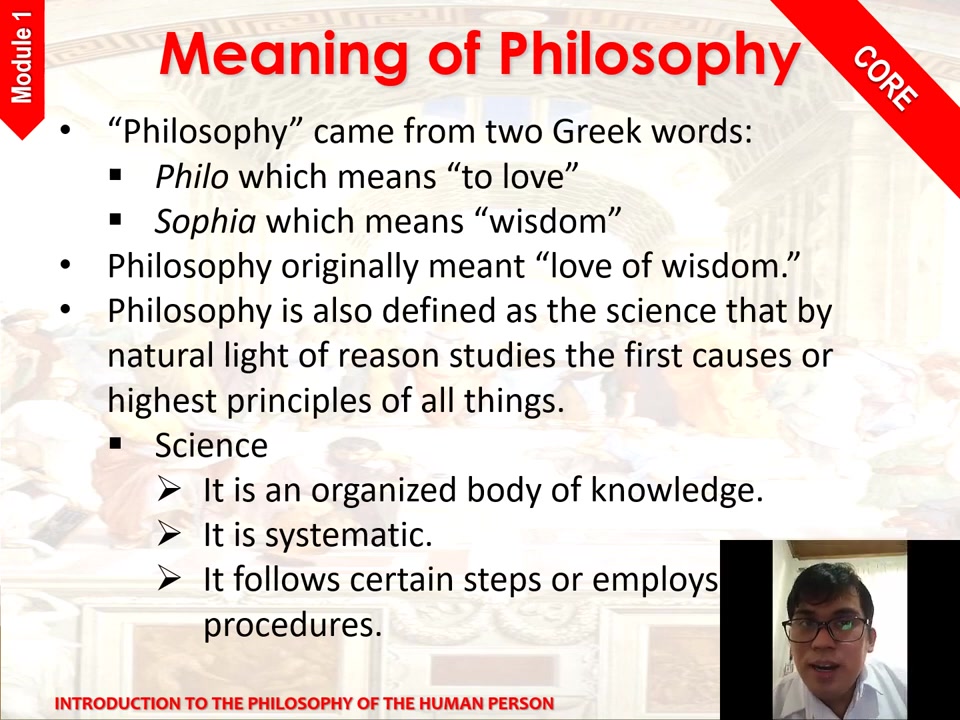 Module 1
Meaning of Philosophy
CORE
• “Philosophy” came from two Greek words:
▪ Philo which means “to love”
▪ Sophia which means “wisdom”
• Philosophy originally meant “love of wisdom.”
• Philosophy is also defined as the science that by
natural light of reason studies the first causes or
highest principles of all things.
▪ Science
➢ It is an organized body of knowledge.
➢ It is systematic.
➢ It follows certain steps or employs
procedures.
INTRODUCTION TO THE PHILOSOPHY OF THE HUMAN PERSON